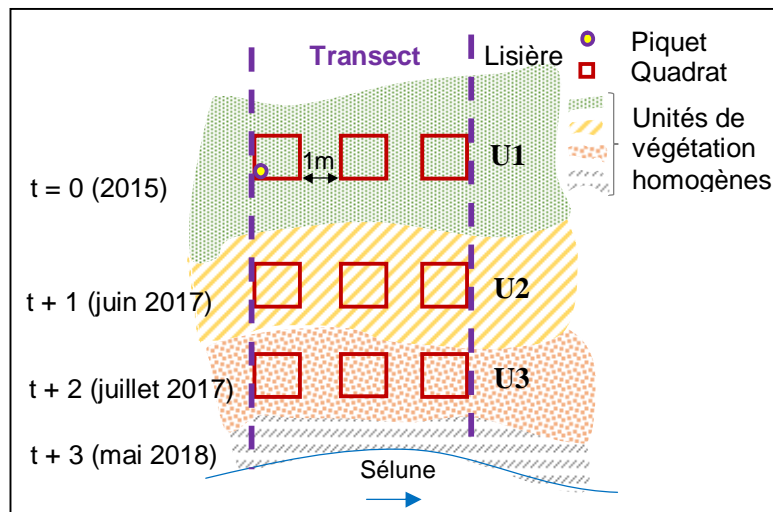 Transect
Lisière
Piquet
Quadrat
Unités de
végétation
homogènes
1m
U1
t = 0 (2015)
U2
t + 1 (juin 2017)
U3
t + 2 (juillet 2017)
t + 3 (mai 2018)
Sélune